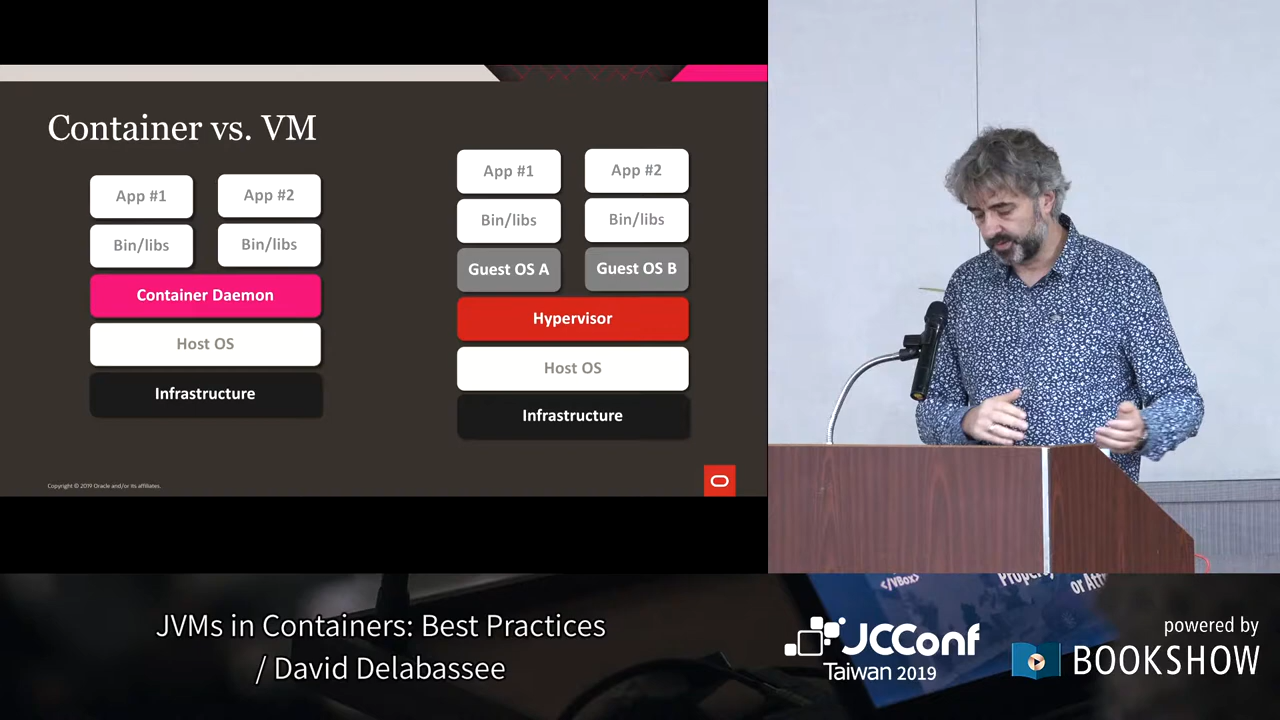 Container vs. VM
App #1
App #2
Bin/libs
Bin/libs
Container Daemon
Host OS
Infrastructure
App #1
App #2
Bin/libs
Bin/libs
Guest OS A
Guest OS B
Hypervisor
Host OS
Infrastructure
Copyright © 2019 Oracle and/or its affiliates.
JVMs in Containers: Best Practices
/ David Delabassee
</VBox>
JCConf
Taiwan 2019
powered by
BOOKSHOW